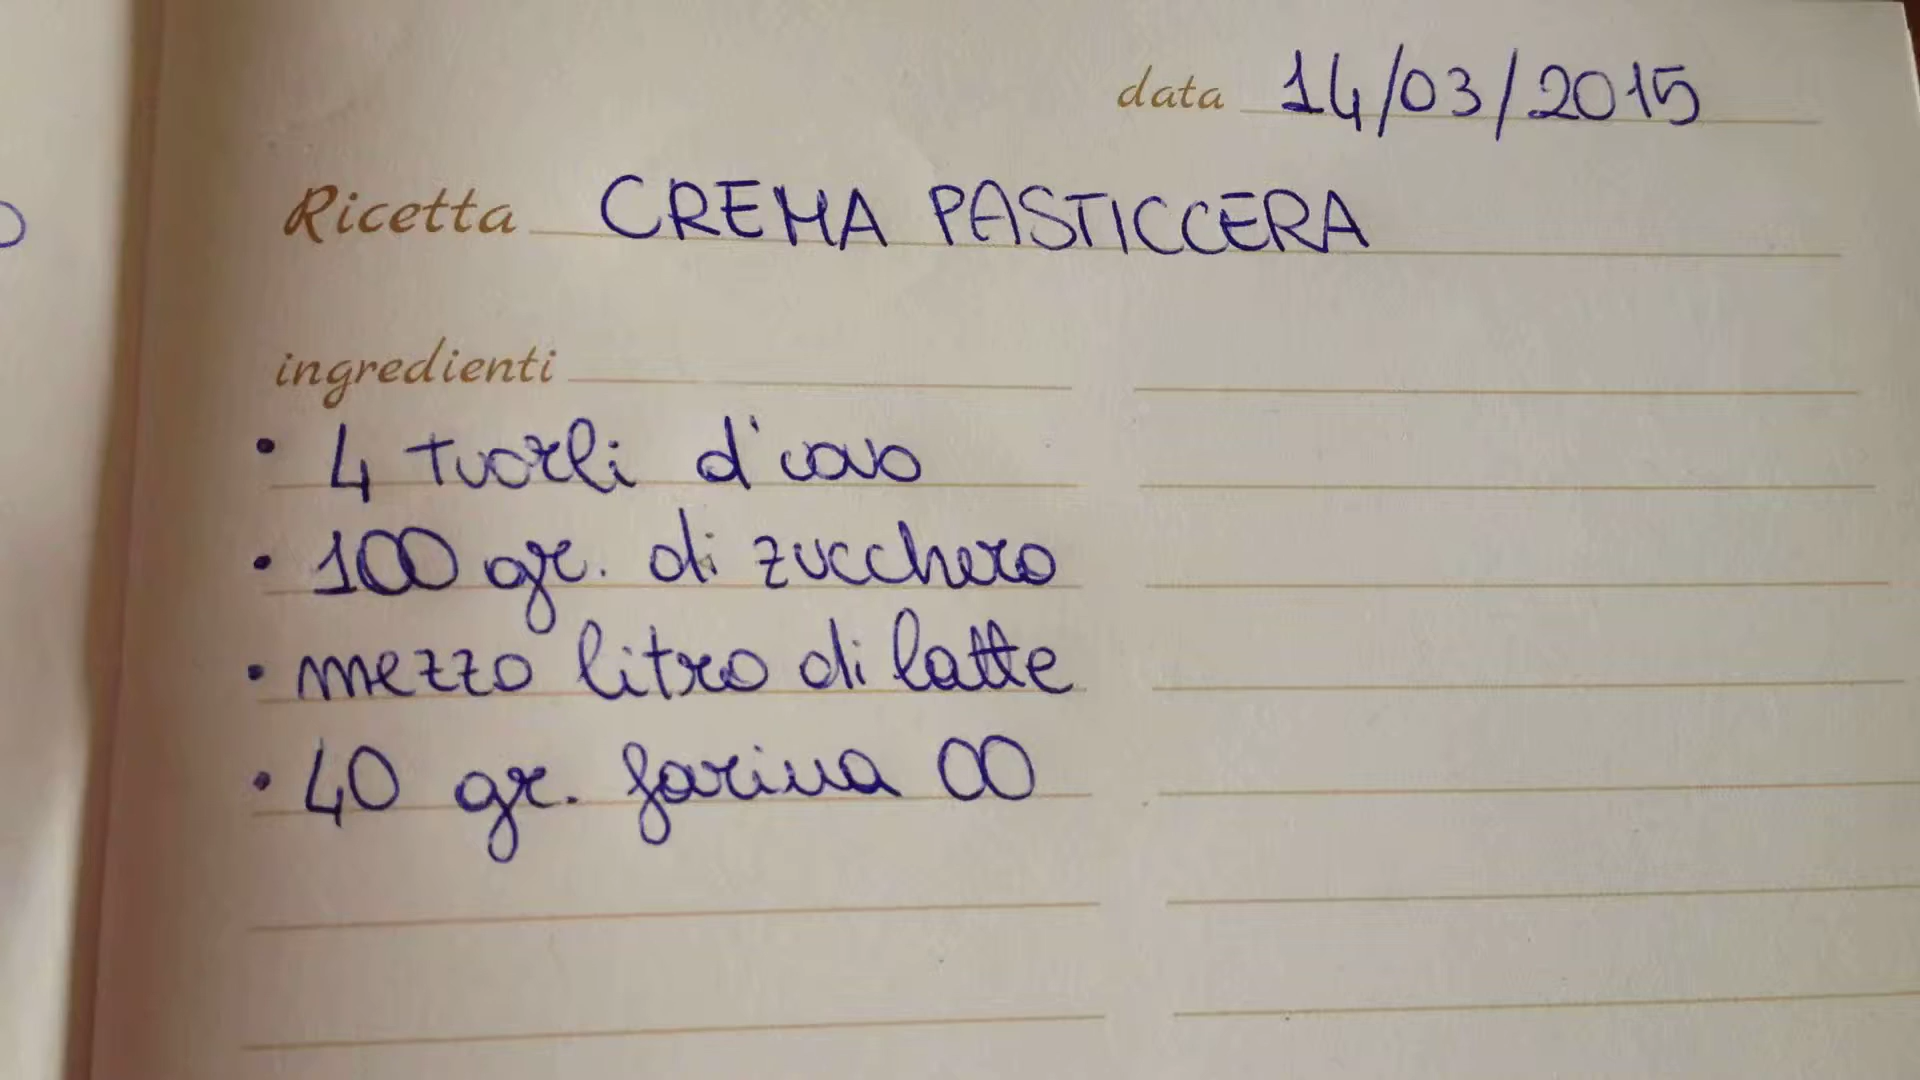 data 14/03/2015
Ricetta CREMA PASTICCERA
ingredienti
• 4 tuorli d'uovo
• 100 gr. di zucchero
• mezzo litro di latte
• 40 gr. farina 00